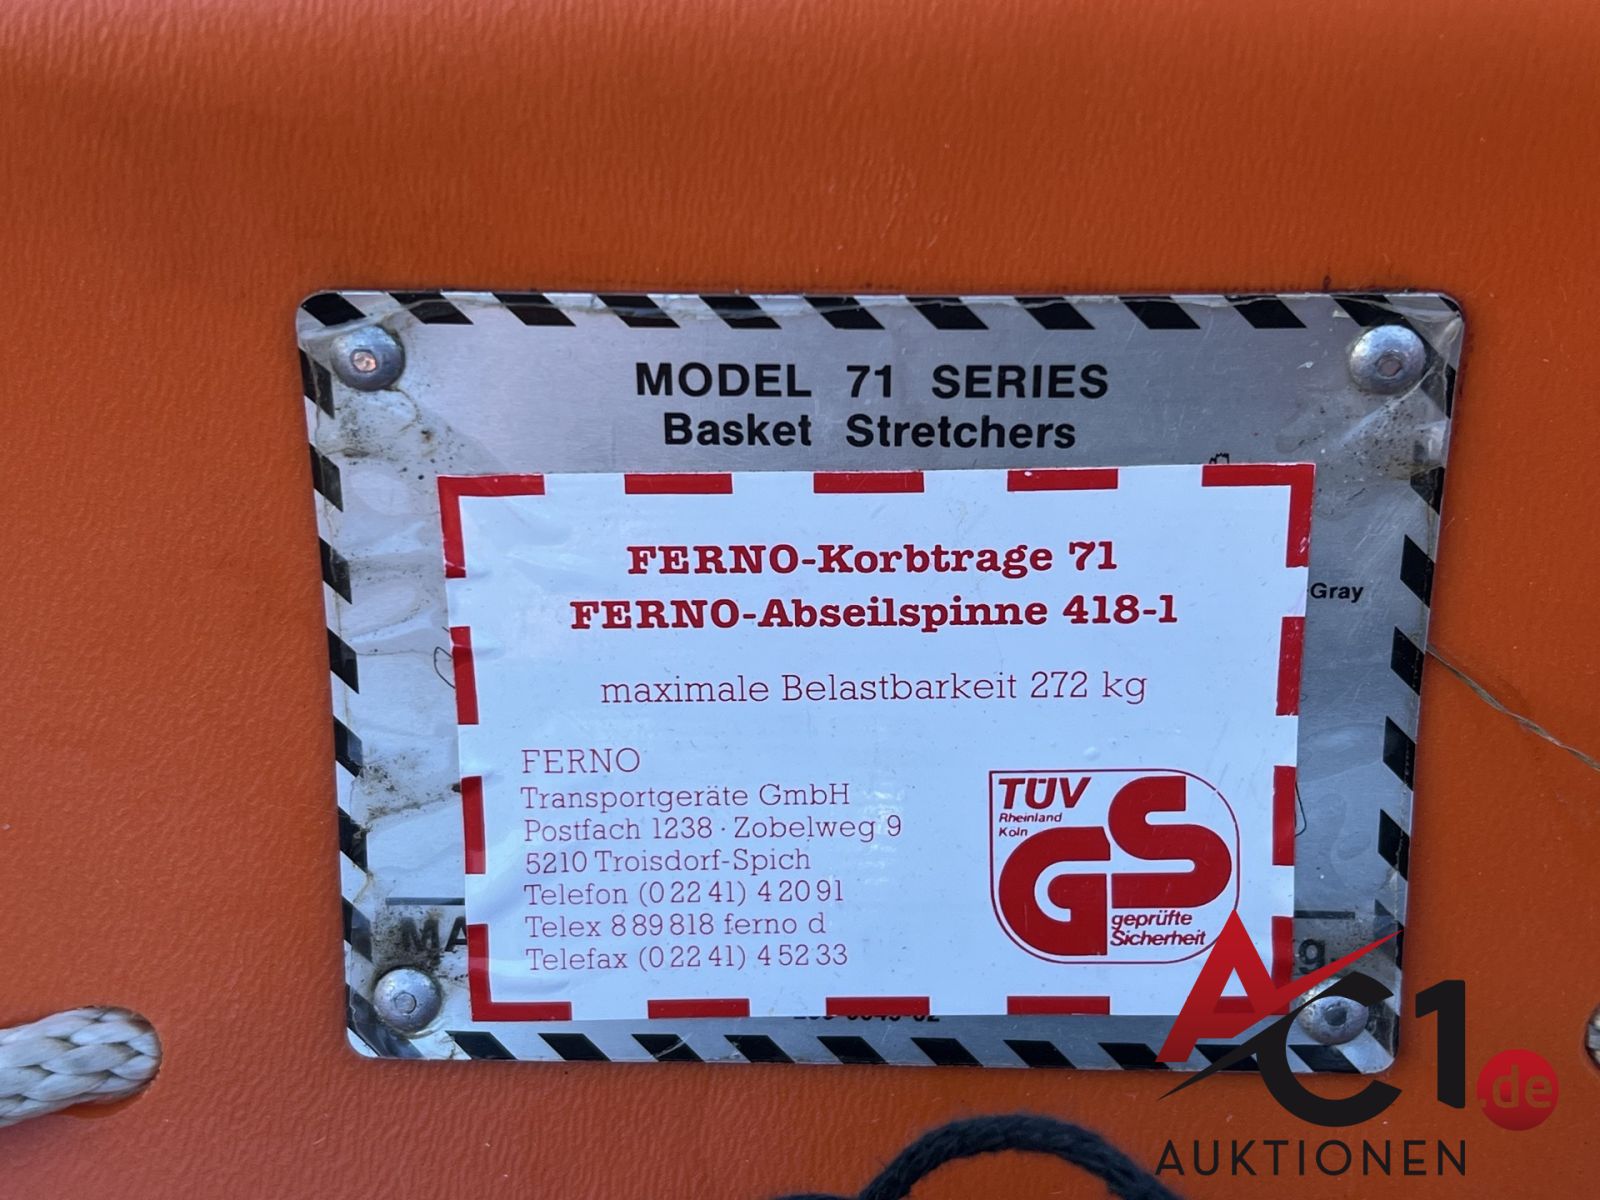 MODEL 71 SERIES
Basket Stretchers
FERNO-Korbtrage 71
FERNO-Abseilspinne 418-1
Gray
maximale Belastbarkeit 272 kg
FERNO
Transportgeräte GmbH
Postfach 1238 · Zobelweg 9
5210 Troisdorf-Spich
Telefon (0 22 41) 4 20 91
Telex 8 89 818 ferno d
Telefax (0 22 41) 4 52 33
TÜV
Rheinland
Köln
GS
geprüfte
Sicherheit
AC1.de
AUKTIONEN